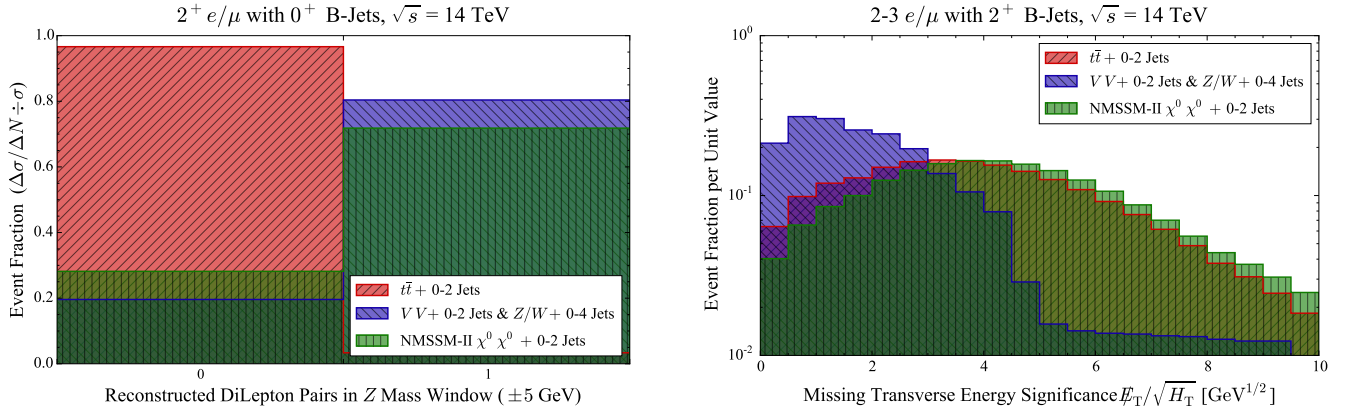 2⁺ e/μ with 0⁺ B-Jets, √s = 14 TeV
Event Fraction (Δσ/ΔN ÷ σ)
1.0
0.8
0.6
0.4
0.2
0.0
tt̄ + 0-2 Jets
VV + 0-2 Jets & Z/W + 0-4 Jets
NMSSM-II χ⁰ χ⁰ + 0-2 Jets
0 1
Reconstructed DiLepton Pairs in Z Mass Window (±5 GeV)
2-3 e/μ with 2⁺ B-Jets, √s = 14 TeV
Event Fraction per Unit Value
10⁰
10⁻¹
10⁻²
tt̄ + 0-2 Jets
VV + 0-2 Jets & Z/W + 0-4 Jets
NMSSM-II χ⁰ χ⁰ + 0-2 Jets
0 2 4 6 8 10
Missing Transverse Energy Significance E̸_T/√H_T [GeV^1/2]